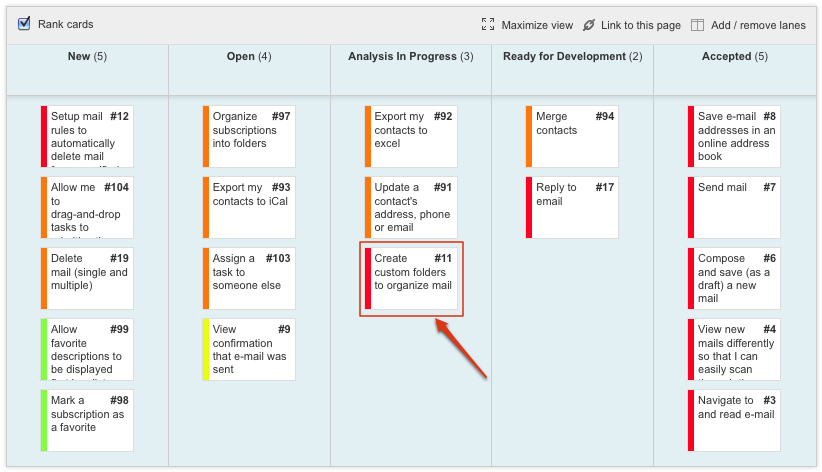 Rank cards
Maximize view
Link to this page
Add / remove lanes
New (5)
Open (4)
Analysis In Progress (3)
Ready for Development (2)
Accepted (5)
Setup mail #12
rules to
automatically
delete mail
Allow me #104
to
drag-and-drop
tasks to
Delete #19
mail (single and
multiple)
Allow #99
favorite
descriptions to
be displayed
Mark a #98
subscription as
a favorite
Organize #97
subscriptions
into folders
Export my #93
contacts to iCal
Assign a #103
task to
someone else
View #9
confirmation
that e-mail was
sent
Export my #92
contacts to
excel
Update a #91
contact's
address, phone
or email
Create #11
custom folders
to organize mail
Merge #94
contacts
Reply to #17
email
Save e-mail #8
addresses in an
online address
book
Send mail #7
Compose #6
and save (as a
draft) a new
mail
View new #4
mails differently
so that I can
easily scan
Navigate to #3
and read e-mail